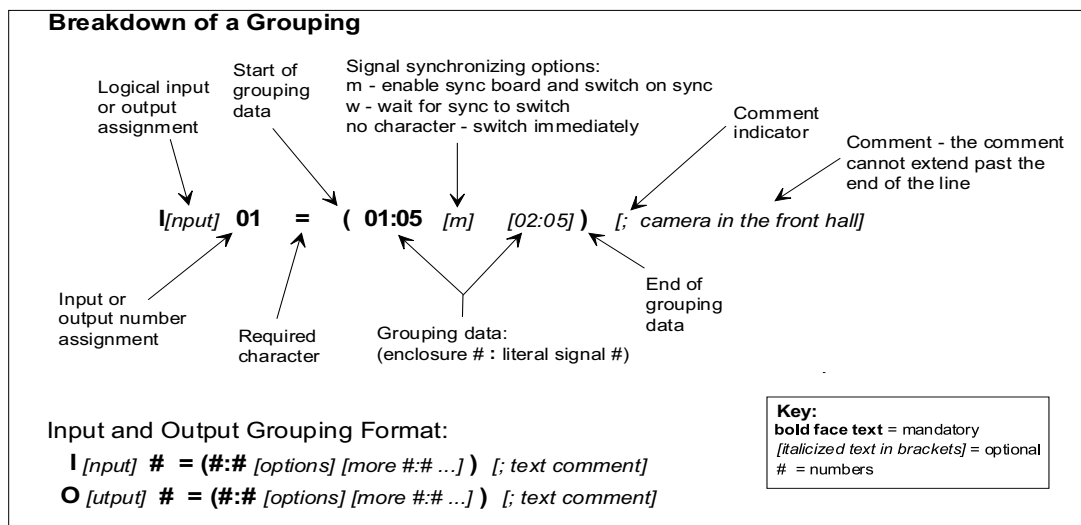 Breakdown of a Grouping
Logical input
or output
assignment
Start of
grouping
data
Signal synchronizing options:
m - enable sync board and switch on sync
w - wait for sync to switch
no character - switch immediately
Comment
indicator
Comment - the comment
cannot extend past the
end of the line
I[nput] 01 = ( 01:05 [m] [02:05] ) [; camera in the front hall]
Input or
output number
assignment
Required
character
Grouping data:
(enclosure # : literal signal #)
End of
grouping
data
Input and Output Grouping Format:
I [nput] # = (#:# [options] [more #:# ...] ) [; text comment]
O [utput] # = (#:# [options] [more #:# ...] ) [; text comment]
Key:
bold face text = mandatory
[italicized text in brackets] = optional
# = numbers